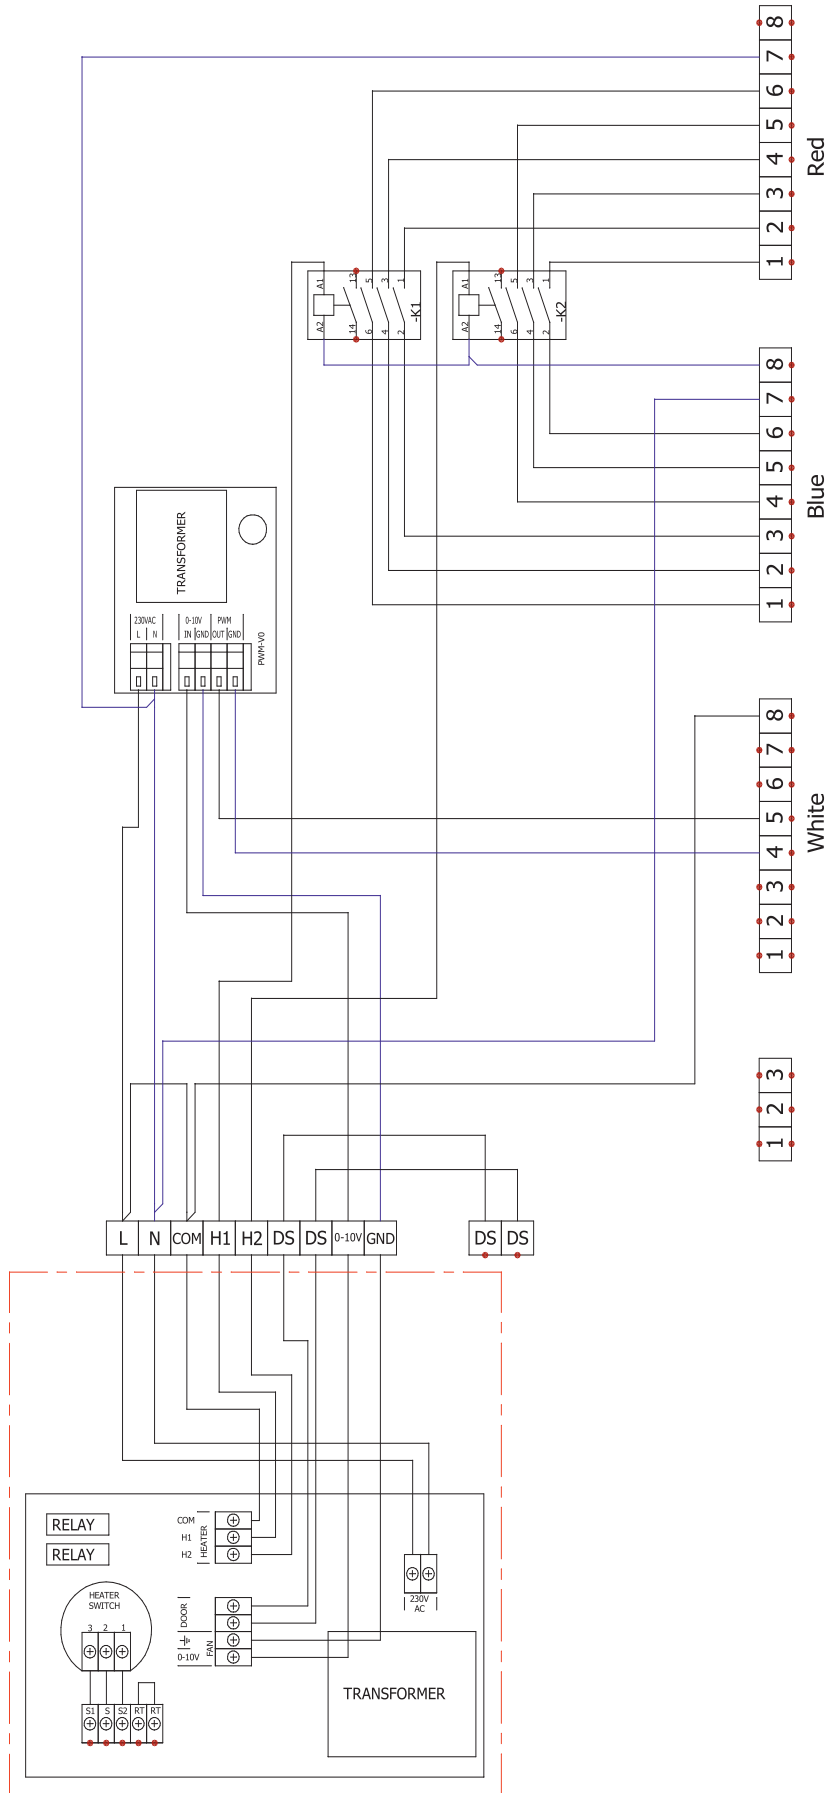 8
7
6
5
4
3
2
1
Red
A1
A2
13
14
5
6
3
4
1
2
-K1
A1
A2
13
14
5
6
3
4
1
2
-K2
8
7
6
5
4
3
2
1
Blue
TRANSFORMER
230VAC
L N
0-10V PWM
IN GND OUT GND
PWM-V0
8
7
6
5
4
3
2
1
White
3
2
1
L N COM H1 H2 DS DS 0-10V GND
DS DS
RELAY
RELAY
COM
H1
H2
HEATER
HEATER
SWITCH
3 2 1
DOOR
FAN
0-10V
230V
AC
S1 S S2 RT RT
TRANSFORMER